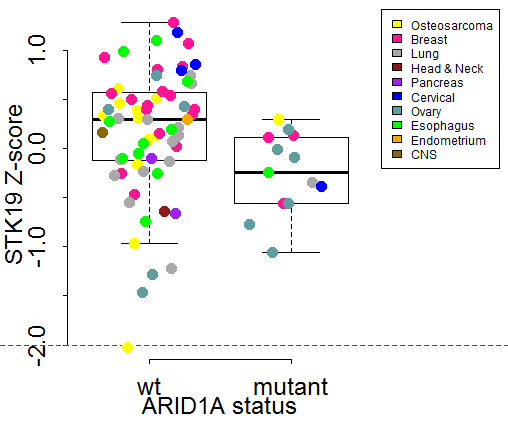 Osteosarcoma
Breast
Lung
Head & Neck
Pancreas
Cervical
Ovary
Esophagus
Endometrium
CNS
STK19 Z-score
1.0
0.0
-1.0
-2.0
wt mutant
ARID1A status